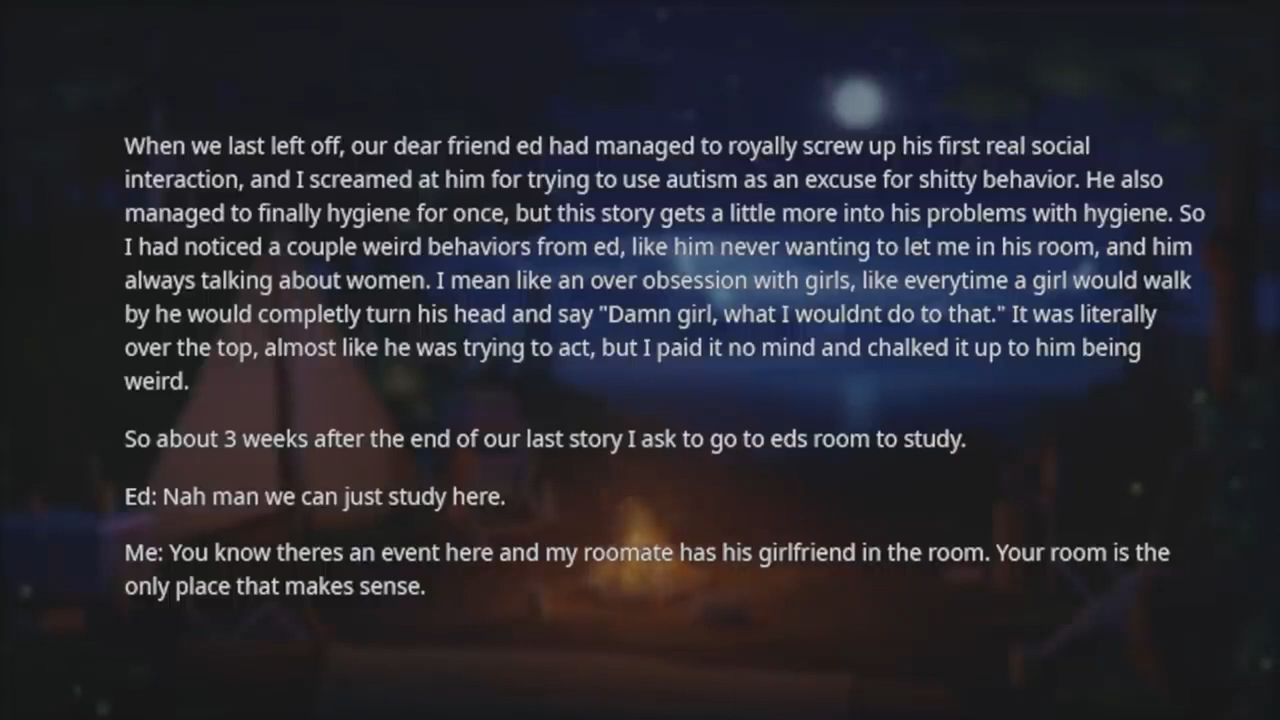 When we last left off, our dear friend ed had managed to royally screw up his first real social
interaction, and I screamed at him for trying to use autism as an excuse for shitty behavior. He also
managed to finally hygiene for once, but this story gets a little more into his problems with hygiene. So
I had noticed a couple weird behaviors from ed, like him never wanting to let me in his room, and him
always talking about women. I mean like an over obsession with girls, like everytime a girl would walk
by he would completly turn his head and say "Damn girl, what I wouldnt do to that." It was literally
over the top, almost like he was trying to act, but I paid it no mind and chalked it up to him being
weird.
So about 3 weeks after the end of our last story I ask to go to eds room to study.
Ed: Nah man we can just study here.
Me: You know theres an event here and my roomate has his girlfriend in the room. Your room is the
only place that makes sense.